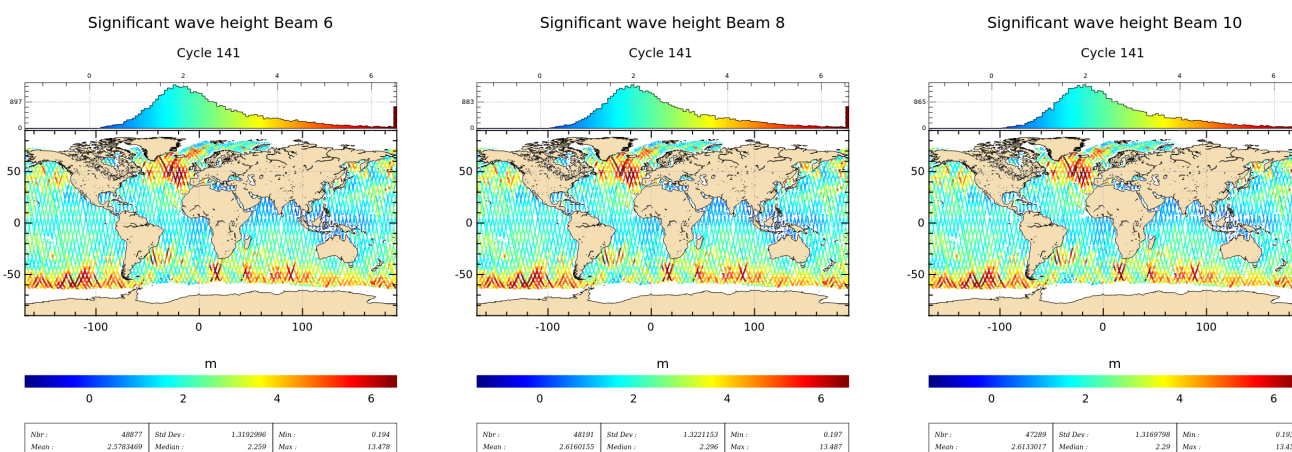 Significant wave height Beam 6
Cycle 141
0 2 4 6
897
0
50
0
-50
-100 0 100
m
0 2 4 6
Nbr : 48877 Std Dev : 1.3192996 Min : 0.194
Mean : 2.5783469 Median : 2.259 Max : 13.478
Significant wave height Beam 8
Cycle 141
0 2 4 6
883
0
50
0
-50
-100 0 100
m
0 2 4 6
Nbr : 48191 Std Dev : 1.3221153 Min : 0.197
Mean : 2.6160155 Median : 2.296 Max : 13.487
Significant wave height Beam 10
Cycle 141
0 2 4 6
865
0
50
0
-50
-100 0 100
m
0 2 4 6
Nbr : 47289 Std Dev : 1.3169798 Min :
Mean : 2.6133017 Median : 2.29 Max :